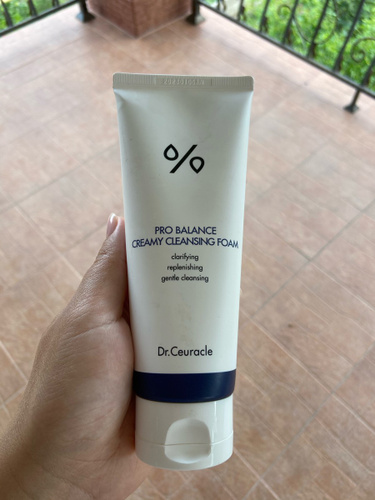 %
PRO BALANCE
CREAMY CLEANSING FOAM
clarifying
replenishing
gentle cleansing
Dr.Ceuracle